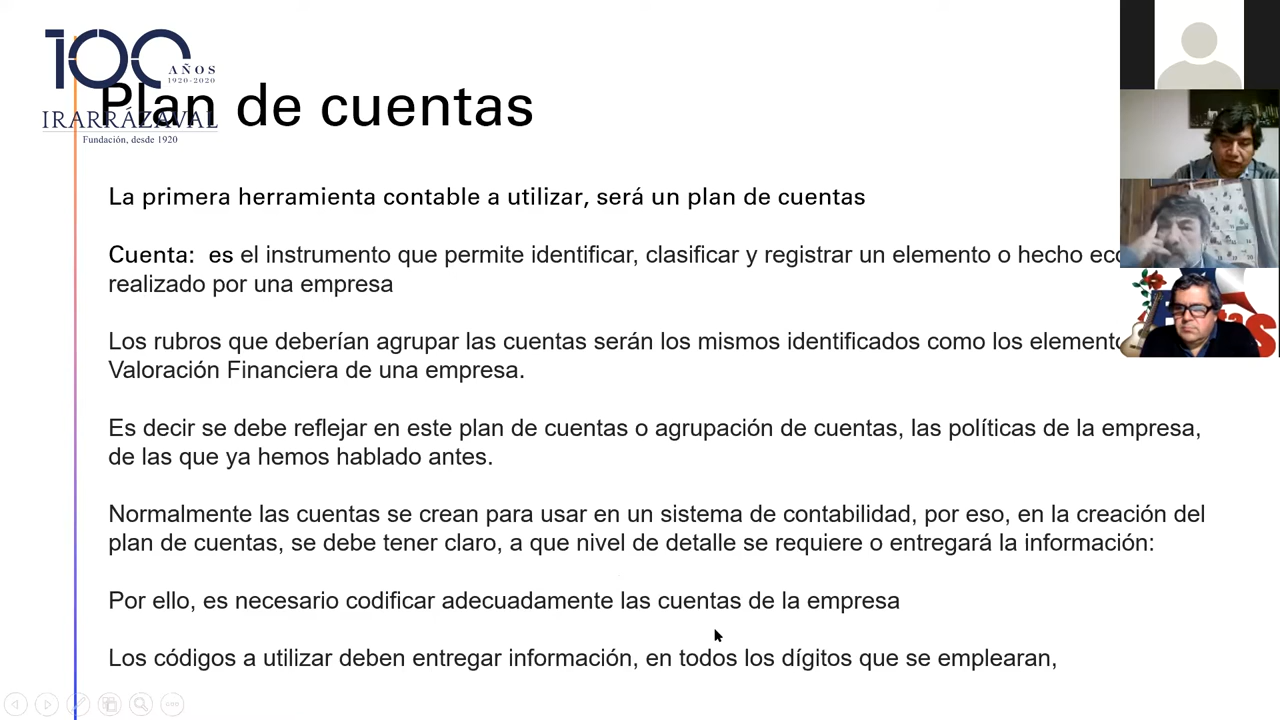 100
AÑOS
1920-2020
IRARRÁZAVAL
Fundación, desde 1920
Plan de cuentas
La primera herramienta contable a utilizar, será un plan de cuentas
Cuenta: es el instrumento que permite identificar, clasificar y registrar un elemento o hecho
realizado por una empresa
Los rubros que deberían agrupar las cuentas serán los mismos identificados como los
Valoración Financiera de una empresa.
Es decir se debe reflejar en este plan de cuentas o agrupación de cuentas, las políticas de la empresa,
de las que ya hemos hablado antes.
Normalmente las cuentas se crean para usar en un sistema de contabilidad, por eso, en la creación del
plan de cuentas, se debe tener claro, a que nivel de detalle se requiere o entregará la información:
Por ello, es necesario codificar adecuadamente las cuentas de la empresa
Los códigos a utilizar deben entregar información, en todos los dígitos que se emplearan,